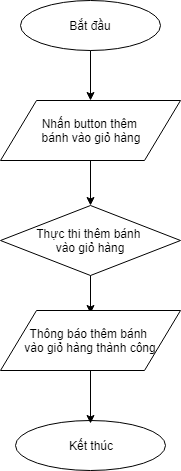 Bắt đầu
Nhấn button thêm
bánh vào giỏ hàng
Thực thi thêm bánh
vào giỏ hàng
Thông báo thêm bánh
vào giỏ hàng thành công
Kết thúc